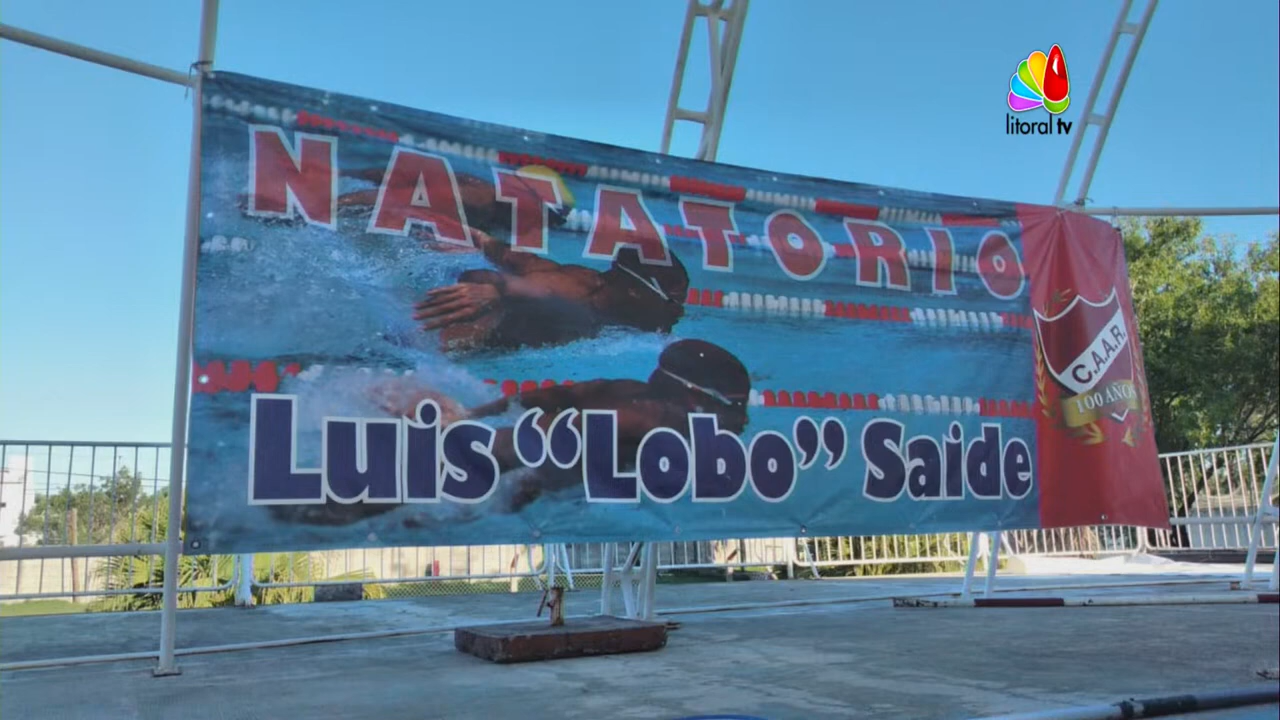 litoral tv
NATATORIO
Luis “Lobo” Saide
C.A.A.R.
100 AÑOS